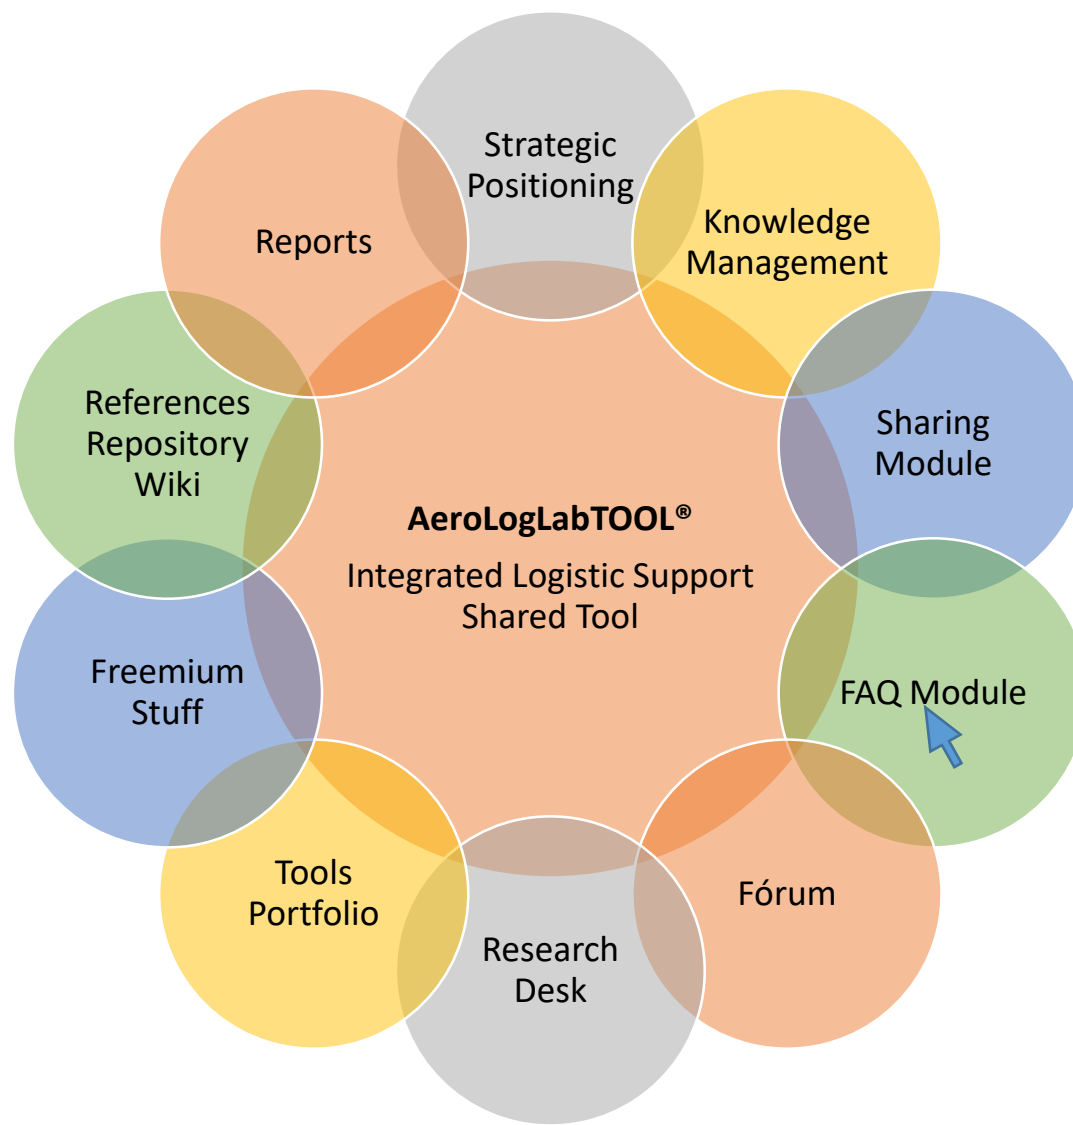 Strategic
Positioning
Knowledge
Management
Reports
Sharing
Module
References
Repository
Wiki
AeroLogLabTOOL®
Integrated Logistic Support
Shared Tool
FAQ Module
Freemium
Stuff
Tools
Portfolio
Fórum
Research
Desk